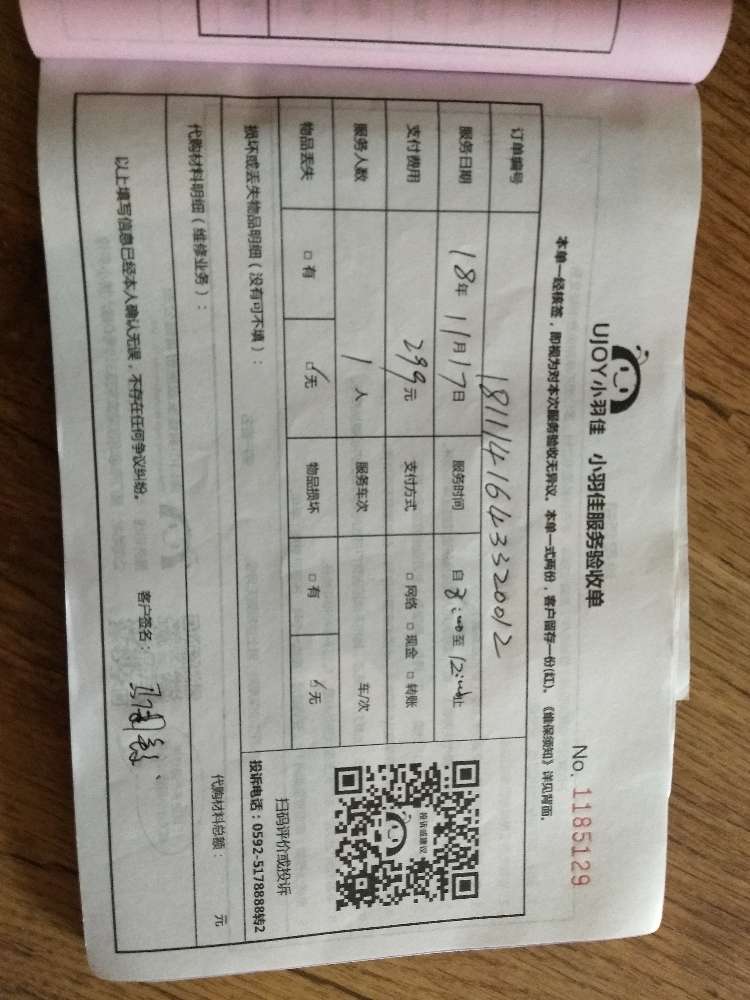 UJOY小羽佳 小羽佳服务验收单
No. 1185129
本单一经核签，即视为对本次服务验收无异议。本单一式两份，客户留存一份(红)。《维保须知》详见背面。
订单编号 1811141643320012
服务日期 18年 11月 17日 服务时间 自 8:00 至 12:00 止
支付费用 299元 支付方式 □ 网络 □ 现金 □ 转账
服务人数 1 人 服务车次 车/次
物品丢失 □ 有 ☑ 无 物品损坏 □ 有 ☑ 无
投诉或建议
扫码评价或投诉
投诉电话：0592-5178888转2
损坏或丢失物品明细（没有可不填）：
代购材料明细（维修业务）： 代购材料总额： 元
以上填写信息已经本人确认无误，不存在任何争议纠纷。 客户签名：